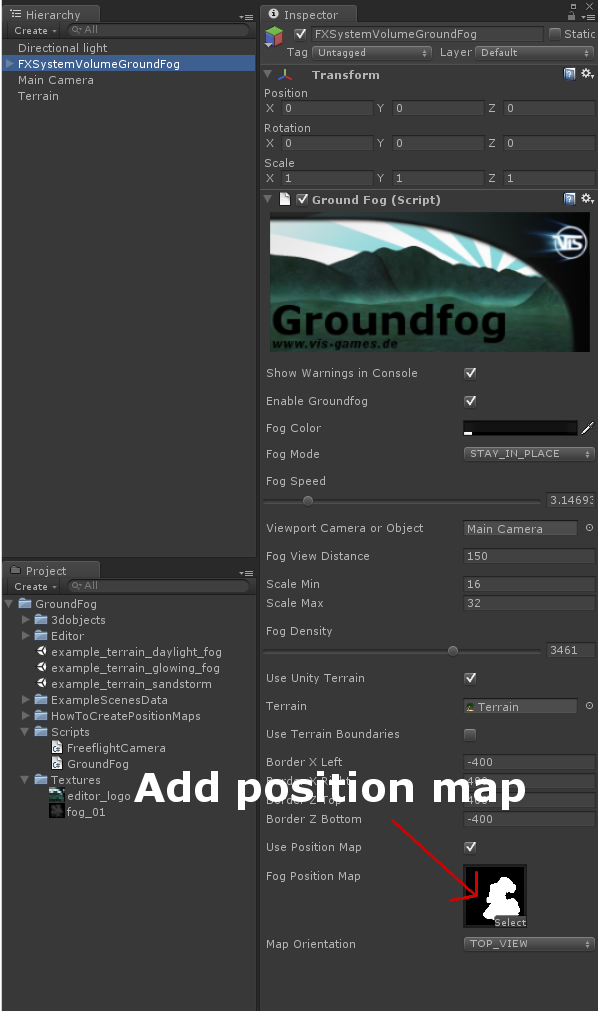 Hierarchy
Create
All
Directional light
FXSystemVolumeGroundFog
Main Camera
Terrain
Project
Create
All
GroundFog
3dobjects
Editor
example_terrain_daylight_fog
example_terrain_glowing_fog
example_terrain_sandstorm
ExampleScenesData
HowToCreatePositionMaps
Scripts
FreeflightCamera
GroundFog
Textures
editor_logo
fog_01
Inspector
FXSystemVolumeGroundFog Static
Tag Untagged Layer Default
Transform
Position
X 0 Y 0 Z 0
Rotation
X 0 Y 0 Z 0
Scale
X 1 Y 1 Z 1
Ground Fog (Script)
VIS
Groundfog
www.vis-games.de
Show Warnings in Console
Enable Groundfog
Fog Color
Fog Mode STAY_IN_PLACE
Fog Speed
3.14693
Viewport Camera or Object Main Camera
Fog View Distance 150
Scale Min 16
Scale Max 32
Fog Density
3461
Use Unity Terrain
Terrain Terrain
Use Terrain Boundaries
Border X Left -400
Border X Right 400
Border Z Top 400
Add position map
Border Z Bottom -400
Use Position Map
Fog Position Map
Select
Map Orientation TOP_VIEW